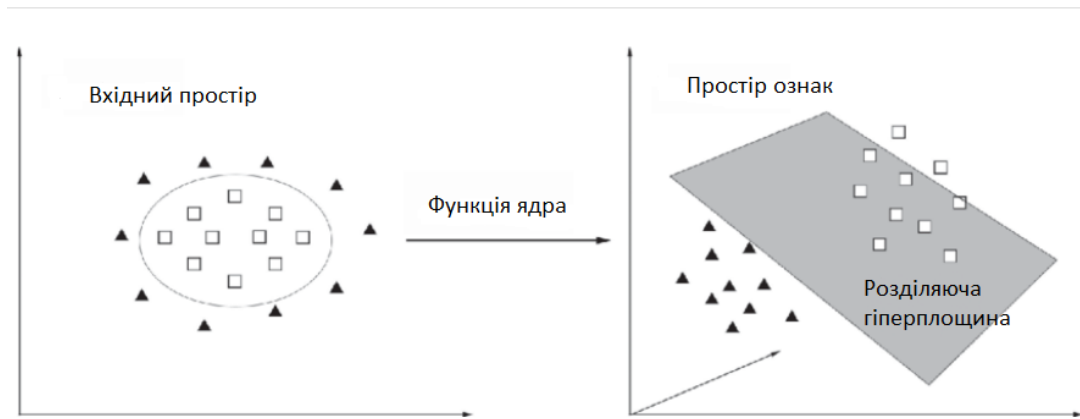 Вхідний простір
Простір ознак
Функція ядра
Розділяюча
гіперплощина